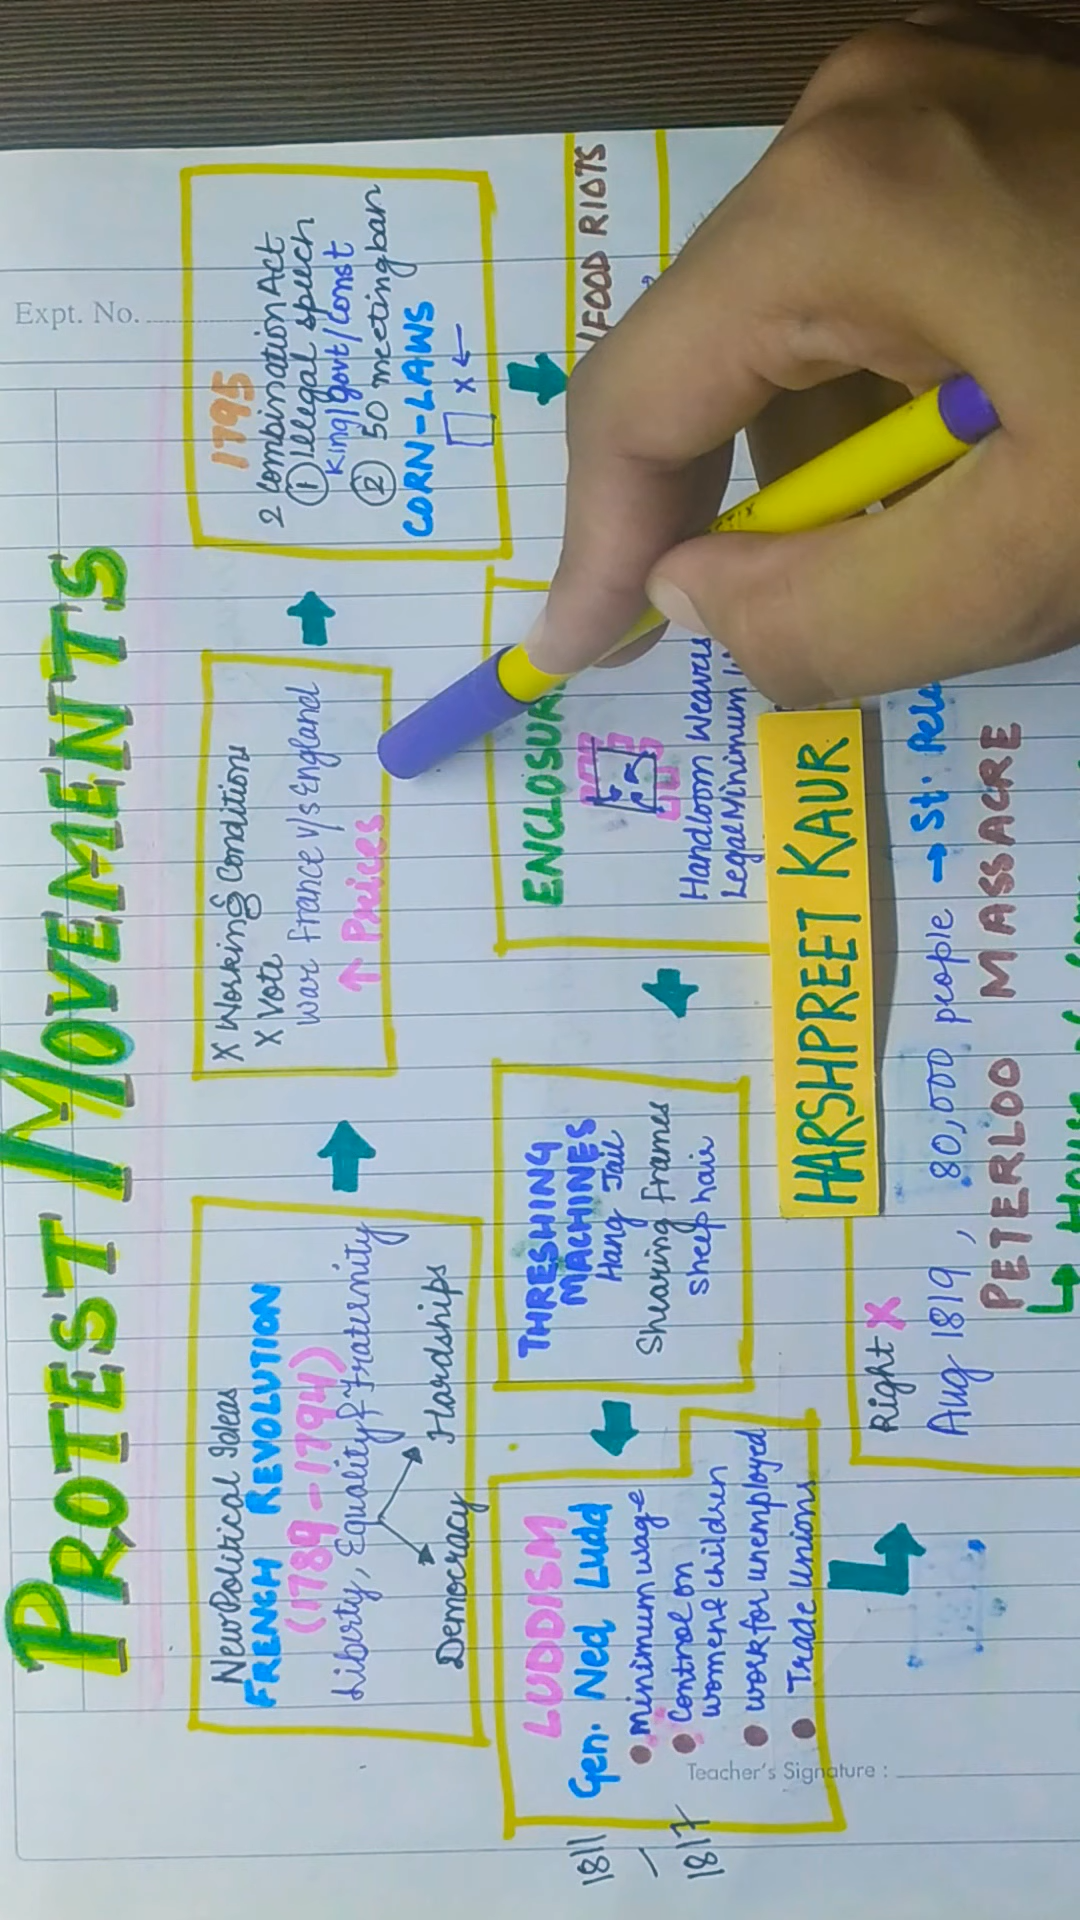 Expt. No.
PROTEST MOVEMENTS
New Political Ideas
FRENCH REVOLUTION
(1789-1794)
Liberty, Equality & Fraternity
Democracy
Hardships
X Working Condition
X Vote
War France v/s England
↑ Prices
1795
2 Combination Act
① Illegal speech
King/Govt/Const
② 50 meeting ban
CORN-LAWS
X ←
FOOD RIOTS
Handloom Weavers
Legal Minimum
THRESHING
MACHINES
Hang Jail
Shearing frames
sheep hair
1811
1817
LUDDISM
Gen. Ned Ludd
• Minimum wage
• Control on
women & children
• work for unemployed
• Trade Unions
Teacher's Signature :
HARSHPREET KAUR
Right X
Aug 1819, 80,000 people → St.
PETERLOO MASSACRE